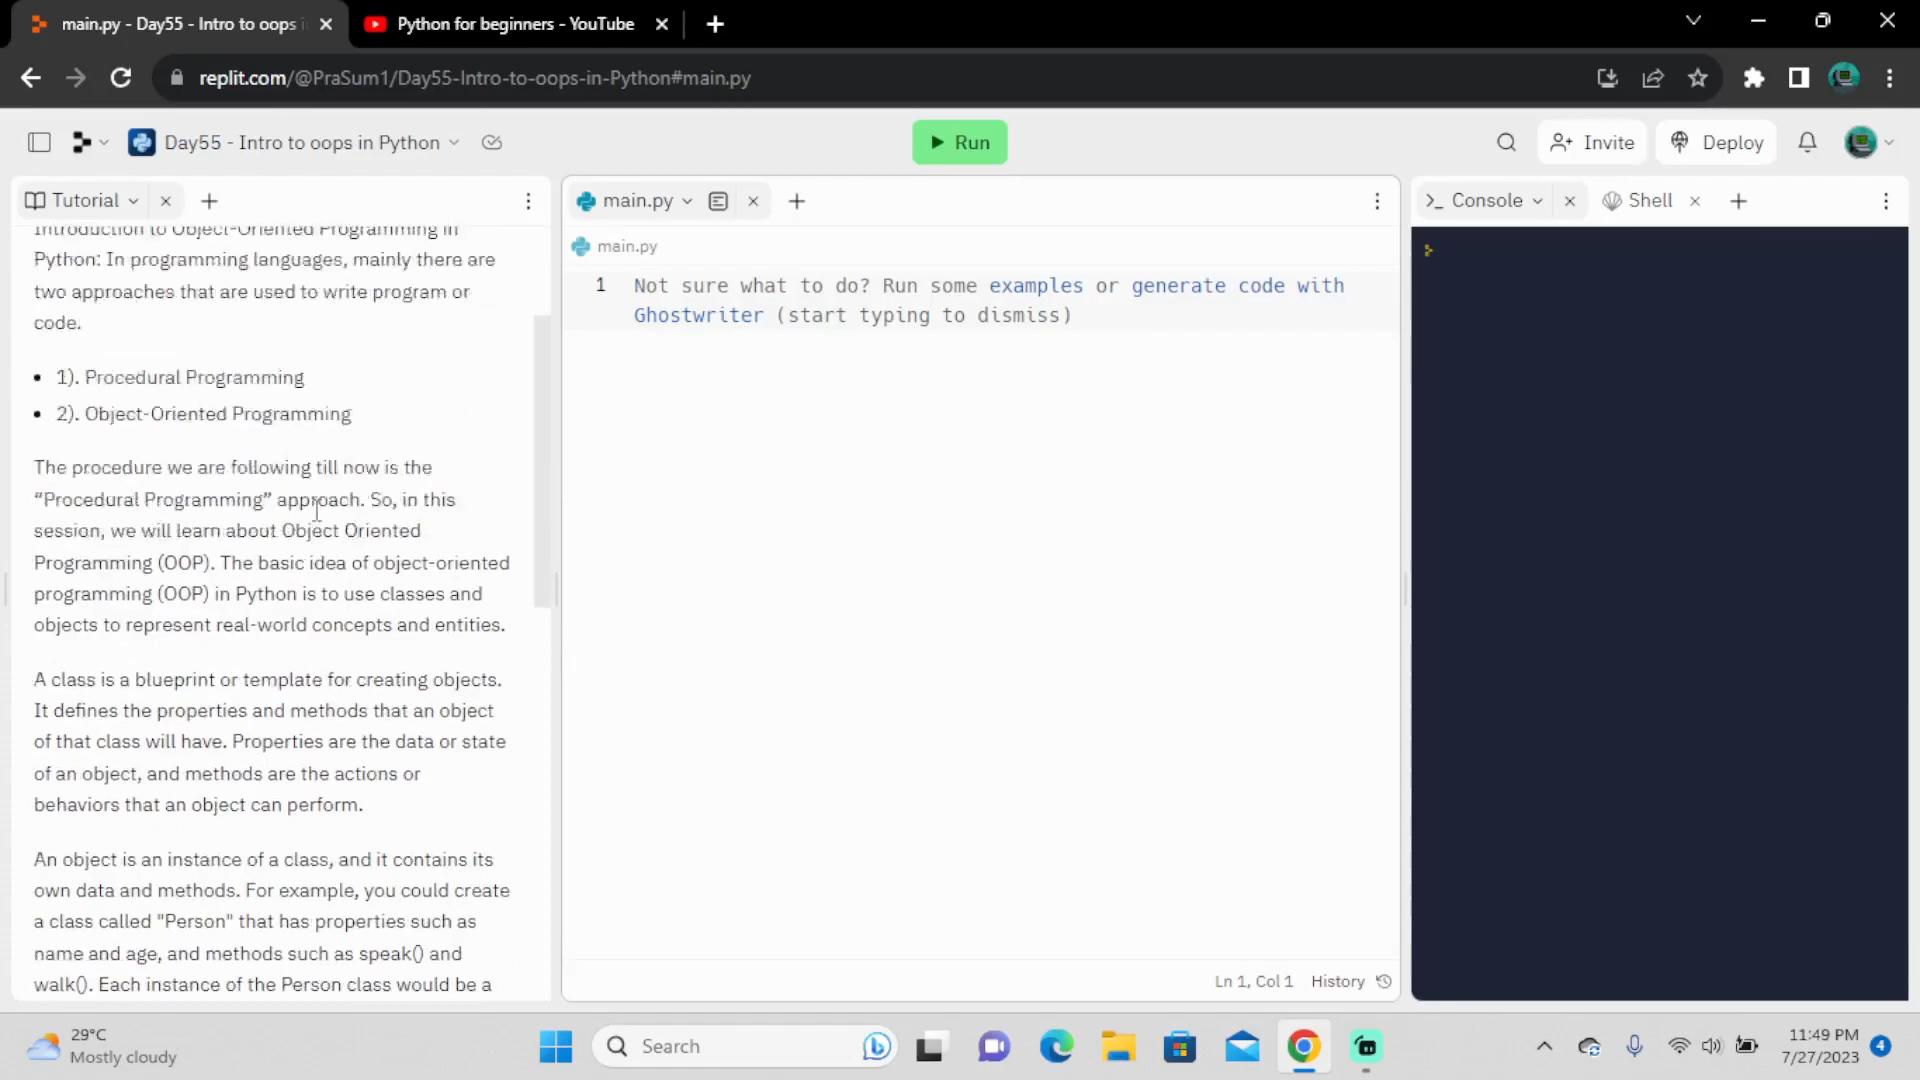 main.py - Day55 - Intro to oops i
Python for beginners - YouTube
replit.com/@PraSum1/Day55-Intro-to-oops-in-Python#main.py
Day55 - Intro to oops in Python
Run
Invite
Deploy
Tutorial
main.py
Console
Shell
main.py
Introduction to Object-Oriented Programming in
Python: In programming languages, mainly there are
two approaches that are used to write program or
code.
• 1). Procedural Programming
• 2). Object-Oriented Programming
The procedure we are following till now is the
“Procedural Programming” approach. So, in this
session, we will learn about Object Oriented
Programming (OOP). The basic idea of object-oriented
programming (OOP) in Python is to use classes and
objects to represent real-world concepts and entities.
A class is a blueprint or template for creating objects.
It defines the properties and methods that an object
of that class will have. Properties are the data or state
of an object, and methods are the actions or
behaviors that an object can perform.
An object is an instance of a class, and it contains its
own data and methods. For example, you could create
a class called "Person" that has properties such as
name and age, and methods such as speak() and
walk(). Each instance of the Person class would be a
1 Not sure what to do? Run some examples or generate code with
Ghostwriter (start typing to dismiss)
Ln 1, Col 1 History
29°C
Mostly cloudy
Search
11:49 PM
7/27/2023
4